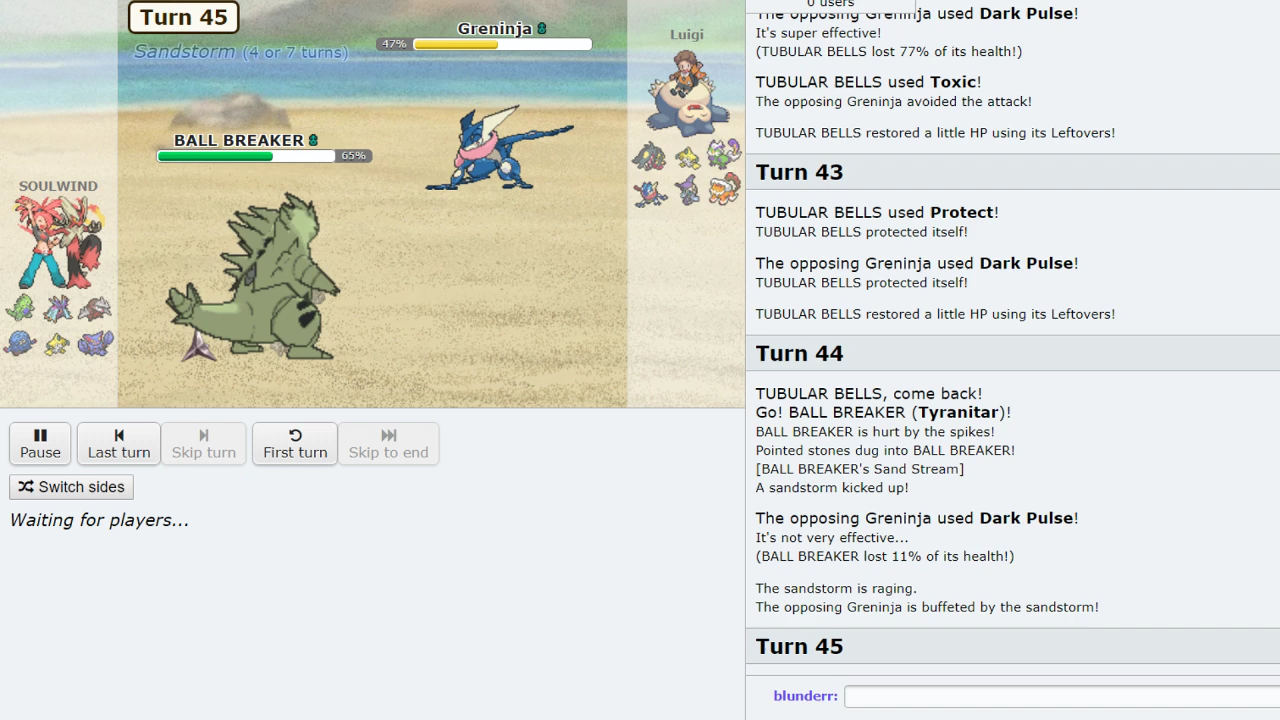 Turn 45
Sandstorm (4 or 7 turns)
Greninja
47%
BALL BREAKER
65%
SOULWIND
Luigi
Pause
Last turn
Skip turn
First turn
Skip to end
Switch sides
Waiting for players...
0 users
The opposing Greninja used Dark Pulse!
It's super effective!
(TUBULAR BELLS lost 77% of its health!)
TUBULAR BELLS used Toxic!
The opposing Greninja avoided the attack!
TUBULAR BELLS restored a little HP using its Leftovers!
Turn 43
TUBULAR BELLS used Protect!
TUBULAR BELLS protected itself!
The opposing Greninja used Dark Pulse!
TUBULAR BELLS protected itself!
TUBULAR BELLS restored a little HP using its Leftovers!
Turn 44
TUBULAR BELLS, come back!
Go! BALL BREAKER (Tyranitar)!
BALL BREAKER is hurt by the spikes!
Pointed stones dug into BALL BREAKER!
[BALL BREAKER's Sand Stream]
A sandstorm kicked up!
The opposing Greninja used Dark Pulse!
It's not very effective...
(BALL BREAKER lost 11% of its health!)
The sandstorm is raging.
The opposing Greninja is buffeted by the sandstorm!
Turn 45
blunderr: